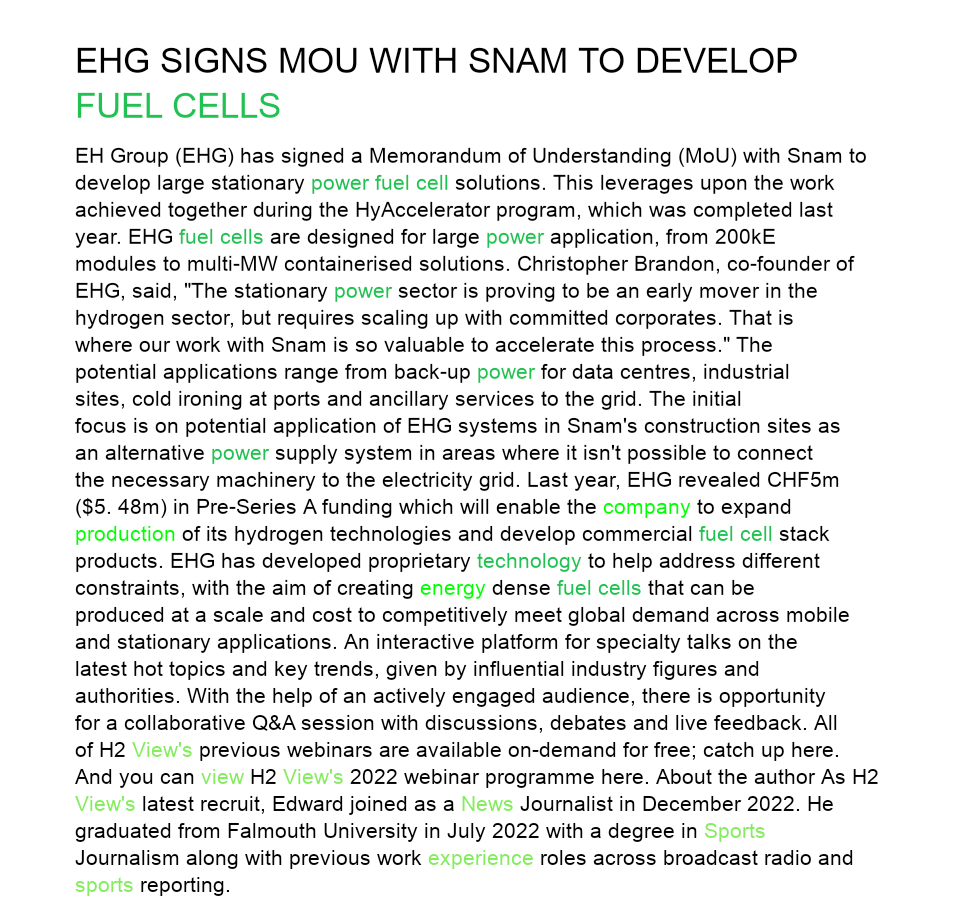 EHG SIGNS MOU WITH SNAM TO DEVELOP
FUEL CELLS
EH Group (EHG) has signed a Memorandum of Understanding (MoU) with Snam to
develop large stationary power fuel cell solutions. This leverages upon the work
achieved together during the HyAccelerator program, which was completed last
year. EHG fuel cells are designed for large power application, from 200kE
modules to multi-MW containerised solutions. Christopher Brandon, co-founder of
EHG, said, "The stationary power sector is proving to be an early mover in the
hydrogen sector, but requires scaling up with committed corporates. That is
where our work with Snam is so valuable to accelerate this process." The
potential applications range from back-up power for data centres, industrial
sites, cold ironing at ports and ancillary services to the grid. The initial
focus is on potential application of EHG systems in Snam's construction sites as
an alternative power supply system in areas where it isn't possible to connect
the necessary machinery to the electricity grid. Last year, EHG revealed CHF5m
($5. 48m) in Pre-Series A funding which will enable the company to expand
production of its hydrogen technologies and develop commercial fuel cell stack
products. EHG has developed proprietary technology to help address different
constraints, with the aim of creating energy dense fuel cells that can be
produced at a scale and cost to competitively meet global demand across mobile
and stationary applications. An interactive platform for specialty talks on the
latest hot topics and key trends, given by influential industry figures and
authorities. With the help of an actively engaged audience, there is opportunity
for a collaborative Q&A session with discussions, debates and live feedback. All
of H2 View's previous webinars are available on-demand for free; catch up here.
And you can view H2 View's 2022 webinar programme here. About the author As H2
View's latest recruit, Edward joined as a News Journalist in December 2022. He
graduated from Falmouth University in July 2022 with a degree in Sports
Journalism along with previous work experience roles across broadcast radio and
sports reporting.